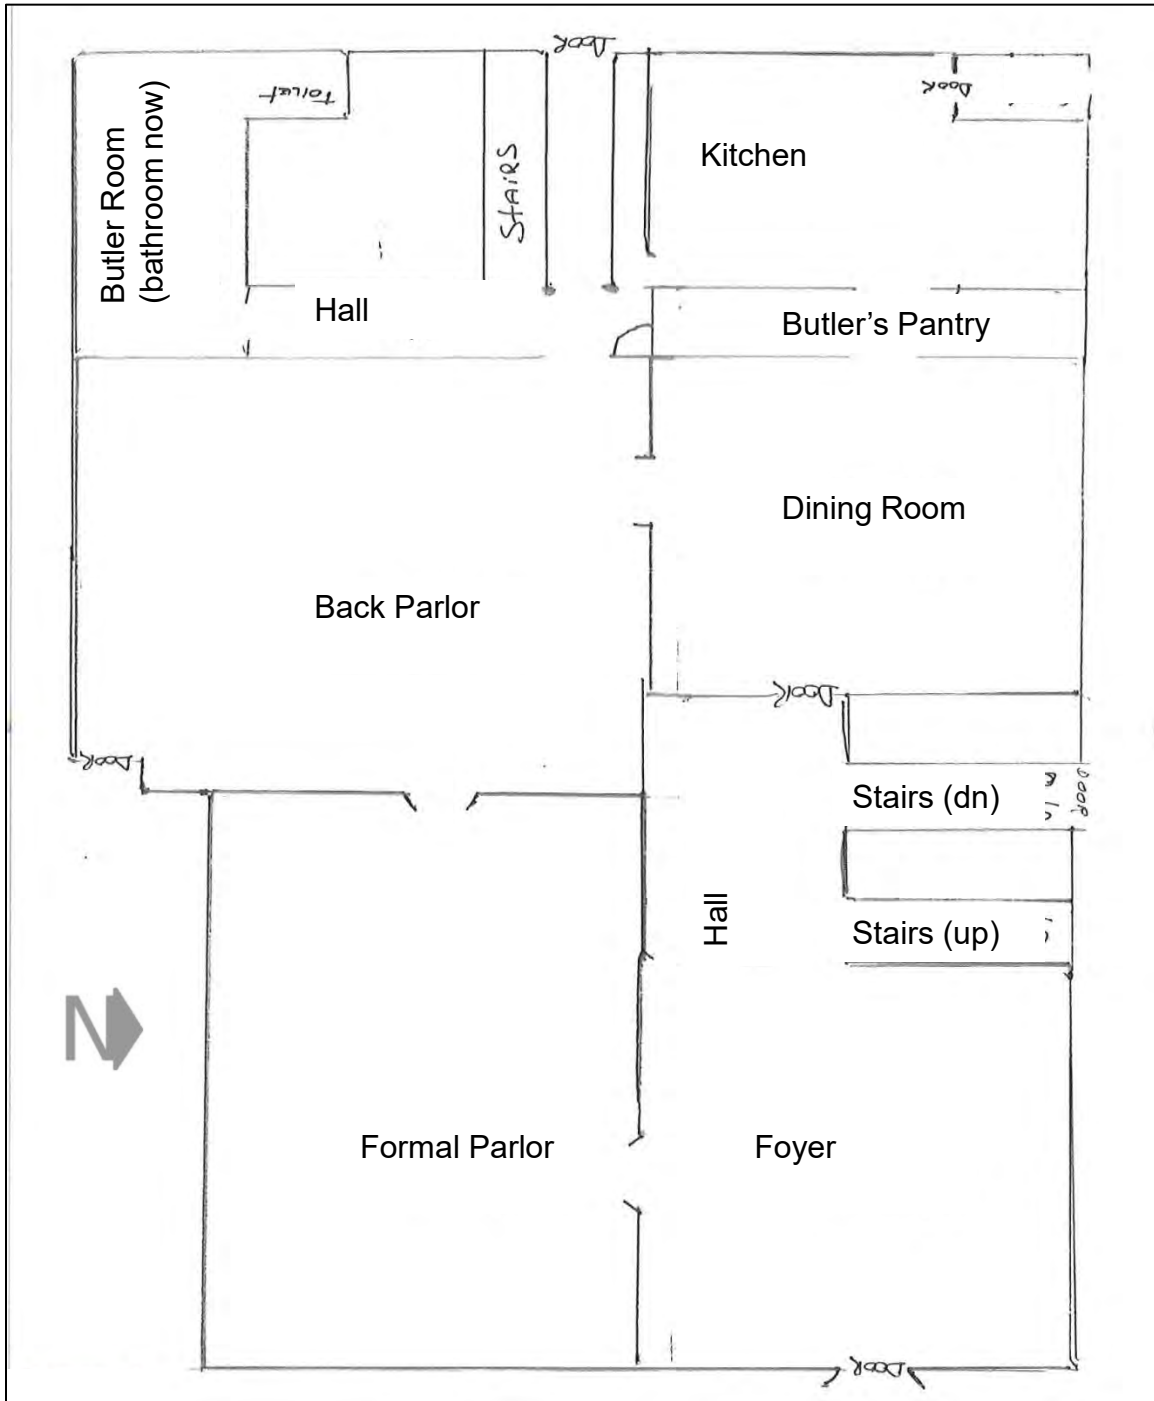 DOOR
TOILET
DOOR
Butler Room
(bathroom now)
STAIRS
Kitchen
Hall
Butler's Pantry
Dining Room
Back Parlor
DOOR
DOOR
DOOR
Stairs (dn)
Hall
Stairs (up)
N
Formal Parlor
Foyer
DOOR